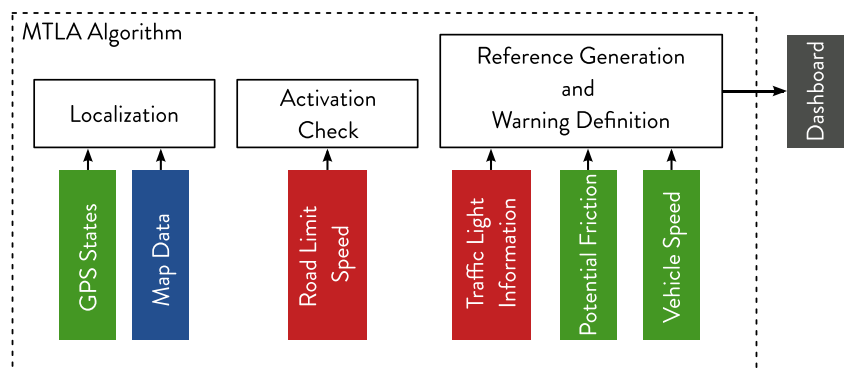 MTLA Algorithm
Localization
Activation
Check
Reference Generation
and
Warning Definition
Dashboard
GPS States
Map Data
Road Limit
Speed
Traffic Light
Information
Potential Friction
Vehicle Speed